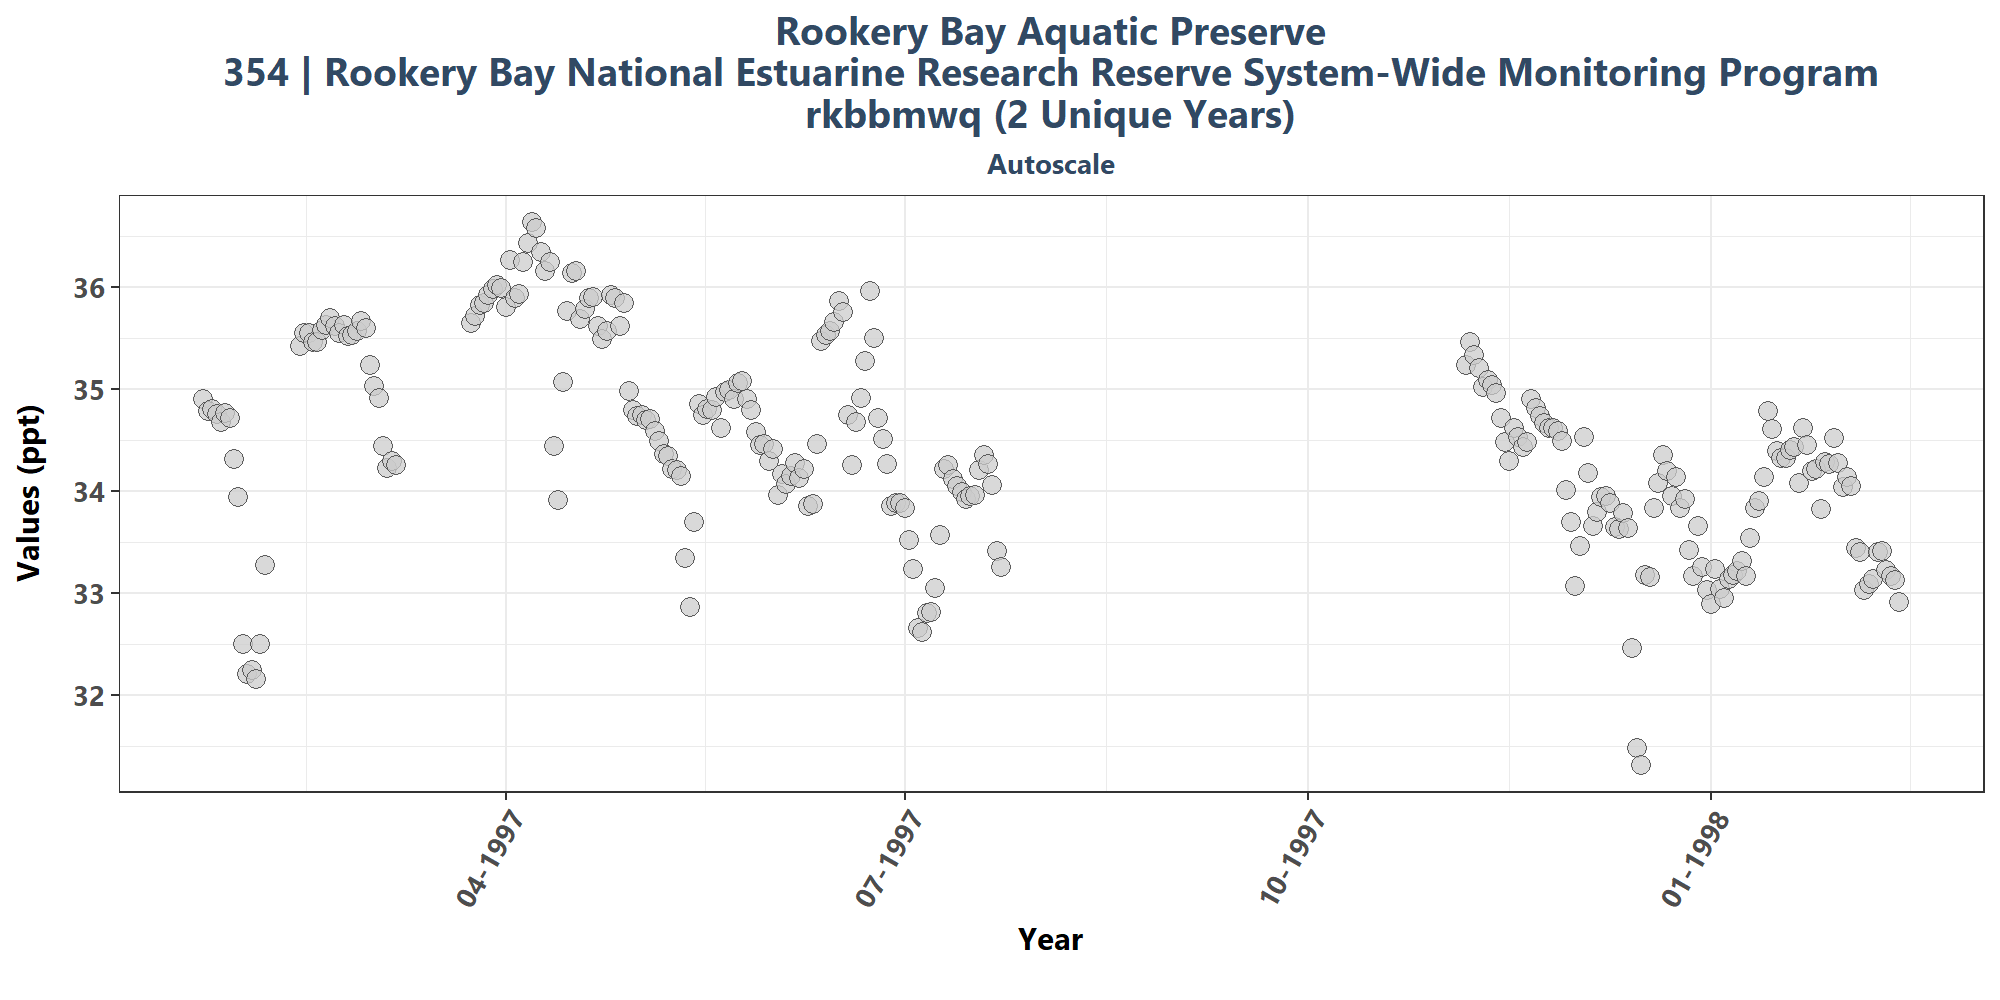 Rookery Bay Aquatic Preserve
354 | Rookery Bay National Estuarine Research Reserve System-Wide Monitoring Program
rkbbmwq (2 Unique Years)
Autoscale
Values (ppt)
36
35
34
33
32
04-1997
07-1997
10-1997
01-1998
Year